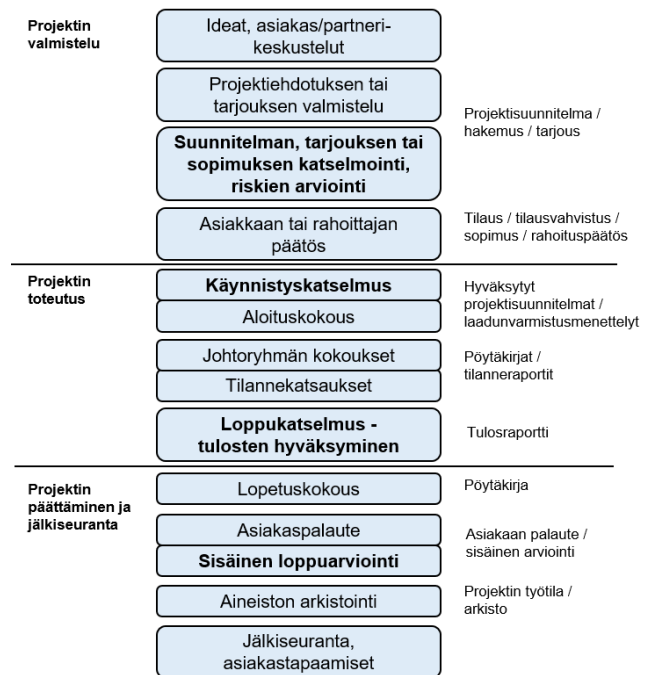 Projektin
valmistelu
Ideat, asiakas/partneri-
keskustelut
Projektiehdotuksen tai
tarjouksen valmistelu
Suunnitelman, tarjouksen tai
sopimuksen katselmointi,
riskien arviointi
Projektisuunnitelma /
hakemus / tarjous
Asiakkaan tai rahoittajan
päätös
Tilaus / tilausvahvistus /
sopimus / rahoituspäätös
Projektin
toteutus
Käynnistyskatselmus
Aloituskokous
Hyväksytyt
projektisuunnitelmat /
laadunvarmistusmenettelyt
Johtoryhmän kokoukset
Tilannekatsaukset
Pöytäkirjat /
tilanneraportit
Loppukatselmus -
tulosten hyväksyminen
Tulosraportti
Projektin
päättäminen ja
jälkiseuranta
Lopetuskokous
Pöytäkirja
Asiakaspalaute
Sisäinen loppuarviointi
Asiakaan palaute /
sisäinen arviointi
Aineiston arkistointi
Projektin työtila /
arkisto
Jälkiseuranta,
asiakastapaamiset